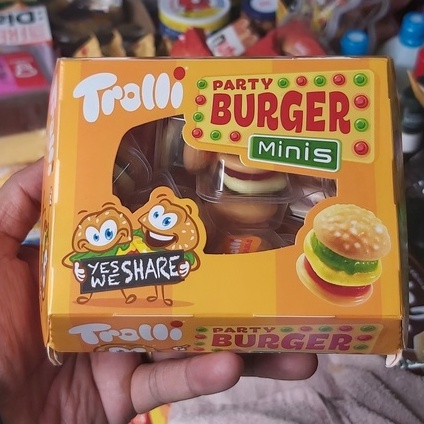 Trolli
PARTY
BURGER
Minis
YES
WE SHARE
Trolli
PARTY
BURGER